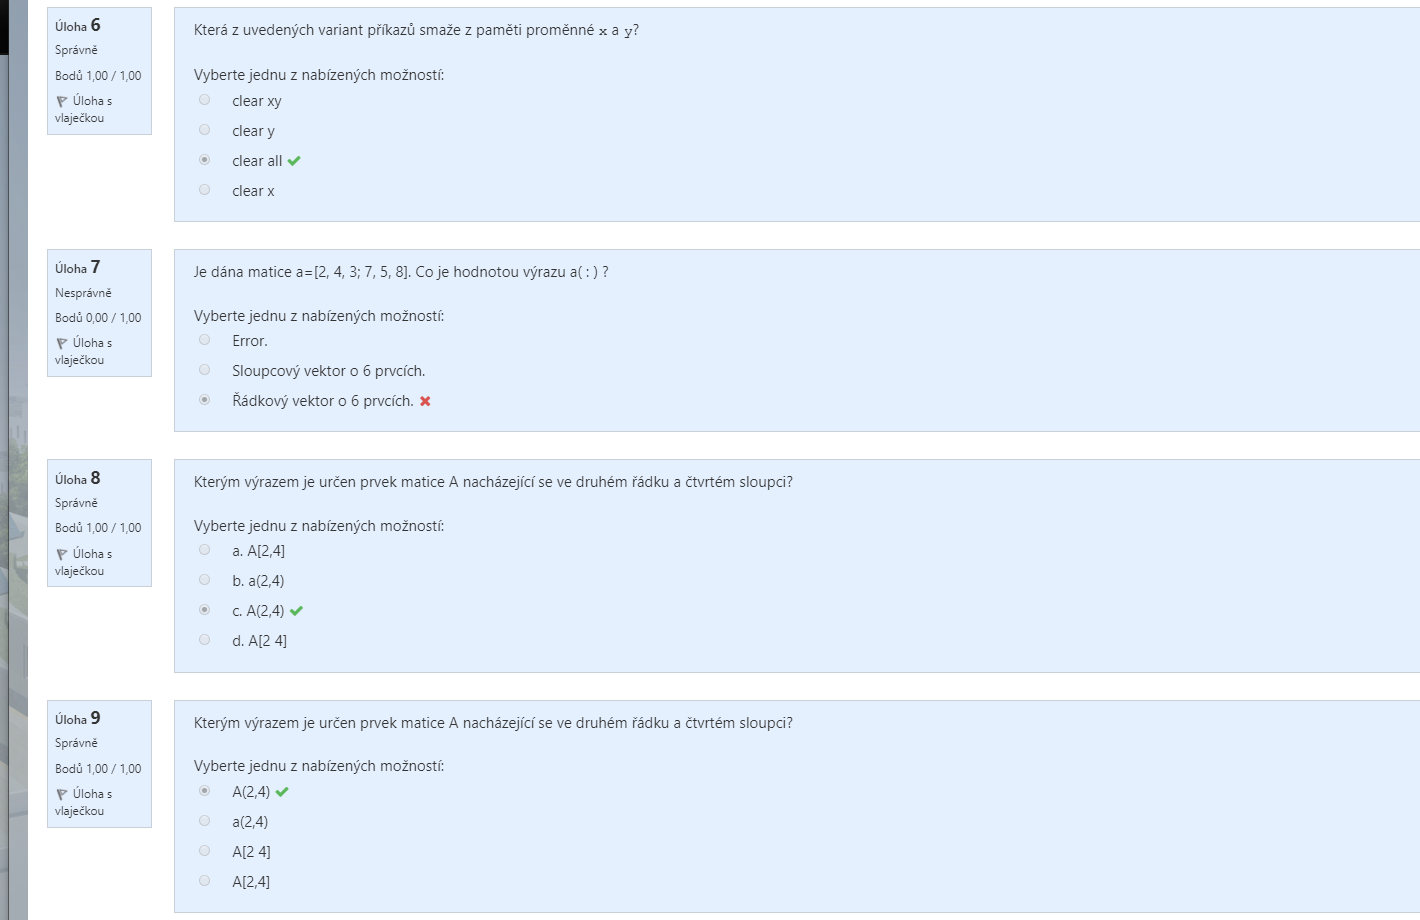 Úloha 6
Správně
Bodů 1,00 / 1,00
Úloha s
vlaječkou
Která z uvedených variant příkazů smaže z paměti proměnné x a y?
Vyberte jednu z nabízených možností:
clear xy
clear y
clear all
clear x
Úloha 7
Nesprávně
Bodů 0,00 / 1,00
Úloha s
vlaječkou
Je dána matice a=[2, 4, 3; 7, 5, 8]. Co je hodnotou výrazu a( : ) ?
Vyberte jednu z nabízených možností:
Error.
Sloupcový vektor o 6 prvcích.
Řádkový vektor o 6 prvcích.
Úloha 8
Správně
Bodů 1,00 / 1,00
Úloha s
vlaječkou
Kterým výrazem je určen prvek matice A nacházející se ve druhém řádku a čtvrtém sloupci?
Vyberte jednu z nabízených možností:
a. A[2,4]
b. a(2,4)
c. A(2,4)
d. A[2 4]
Úloha 9
Správně
Bodů 1,00 / 1,00
Úloha s
vlaječkou
Kterým výrazem je určen prvek matice A nacházející se ve druhém řádku a čtvrtém sloupci?
Vyberte jednu z nabízených možností:
A(2,4)
a(2,4)
A[2 4]
A[2,4]